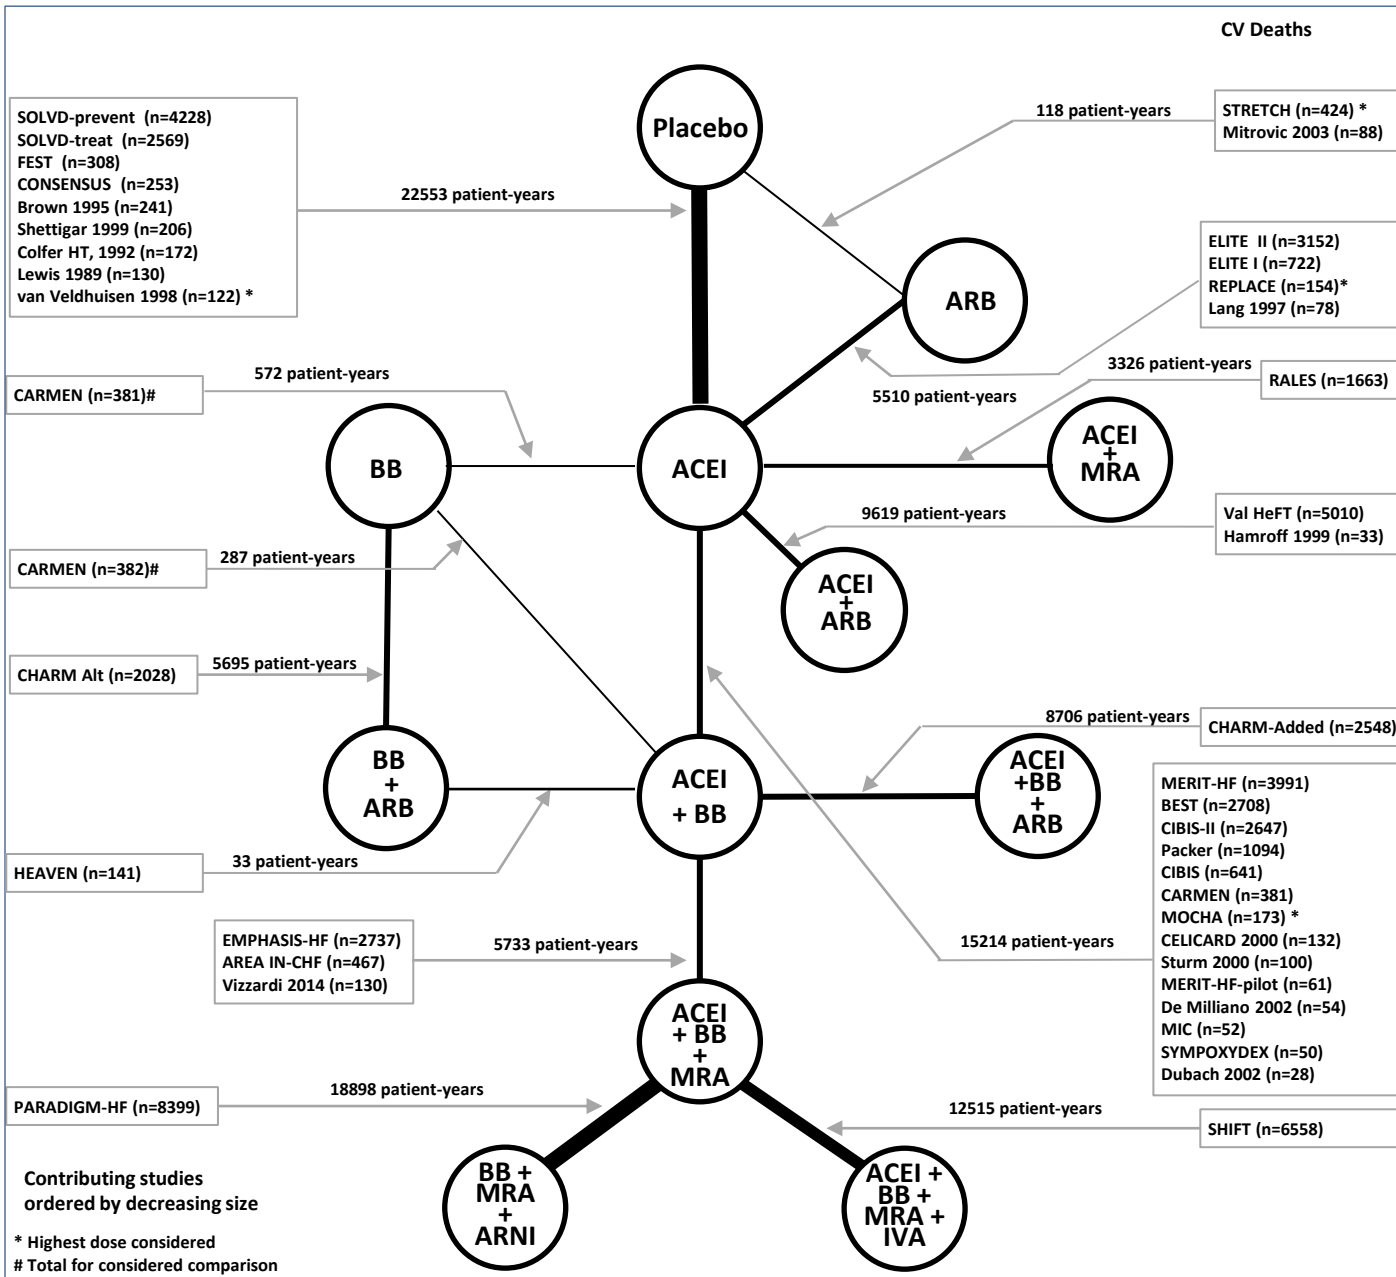 CV Deaths
SOLVD-prevent (n=4228)
SOLVD-treat (n=2569)
FEST (n=308)
CONSENSUS (n=253)
Brown 1995 (n=241)
Shettigar 1999 (n=206)
Colfer HT, 1992 (n=172)
Lewis 1989 (n=130)
van Veldhuisen 1998 (n=122) *
22553 patient-years
Placebo
118 patient-years
STRETCH (n=424) *
Mitrovic 2003 (n=88)
ARB
ELITE II (n=3152)
ELITE I (n=722)
REPLACE (n=154)*
Lang 1997 (n=78)
5510 patient-years
3326 patient-years
RALES (n=1663)
CARMEN (n=381)#
572 patient-years
BB
ACEI
ACEI
+
MRA
9619 patient-years
Val HeFT (n=5010)
Hamroff 1999 (n=33)
ACEI
+
ARB
CARMEN (n=382)#
287 patient-years
CHARM Alt (n=2028)
5695 patient-years
BB
+
ARB
ACEI
+ BB
8706 patient-years
CHARM-Added (n=2548)
ACEI
+BB
+
ARB
HEAVEN (n=141)
33 patient-years
MERIT-HF (n=3991)
BEST (n=2708)
CIBIS-II (n=2647)
Packer (n=1094)
CIBIS (n=641)
CARMEN (n=381)
MOCHA (n=173) *
CELICARD 2000 (n=132)
Sturm 2000 (n=100)
MERIT-HF-pilot (n=61)
De Milliano 2002 (n=54)
MIC (n=52)
SYMPOXYDEX (n=50)
Dubach 2002 (n=28)
15214 patient-years
EMPHASIS-HF (n=2737)
AREA IN-CHF (n=467)
Vizzardi 2014 (n=130)
5733 patient-years
ACEI
+ BB
+
MRA
PARADIGM-HF (n=8399)
18898 patient-years
12515 patient-years
SHIFT (n=6558)
BB +
MRA
+
ARNI
ACEI +
BB +
MRA +
IVA
Contributing studies
ordered by decreasing size
* Highest dose considered
# Total for considered comparison